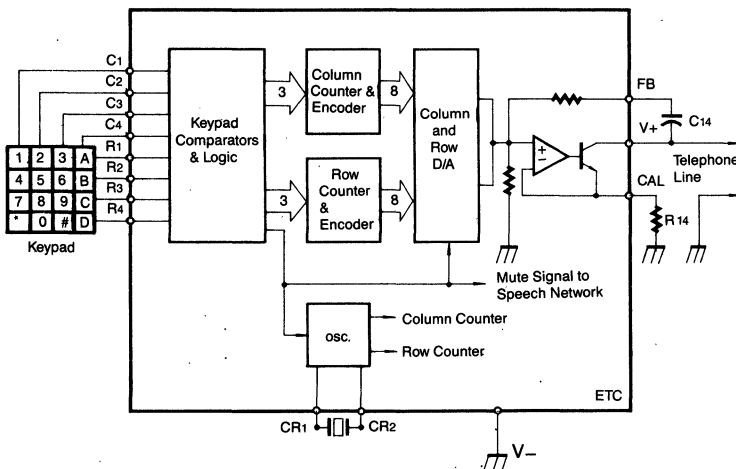 C1
C2
C3
C4
R1
R2
R3
R4
1 2 3 A
4 5 6 B
7 8 9 C
* 0 # D
Keypad
Keypad
Comparators
& Logic
3
Column
Counter &
Encoder
8
3
Row
Counter
&
Encoder
8
Column
and
Row
D/A
+
−
FB
C14
V+
Telephone
Line
CAL
R14
Mute Signal to
Speech Network
osc.
Column Counter
Row Counter
ETC
CR1
CR2
V−